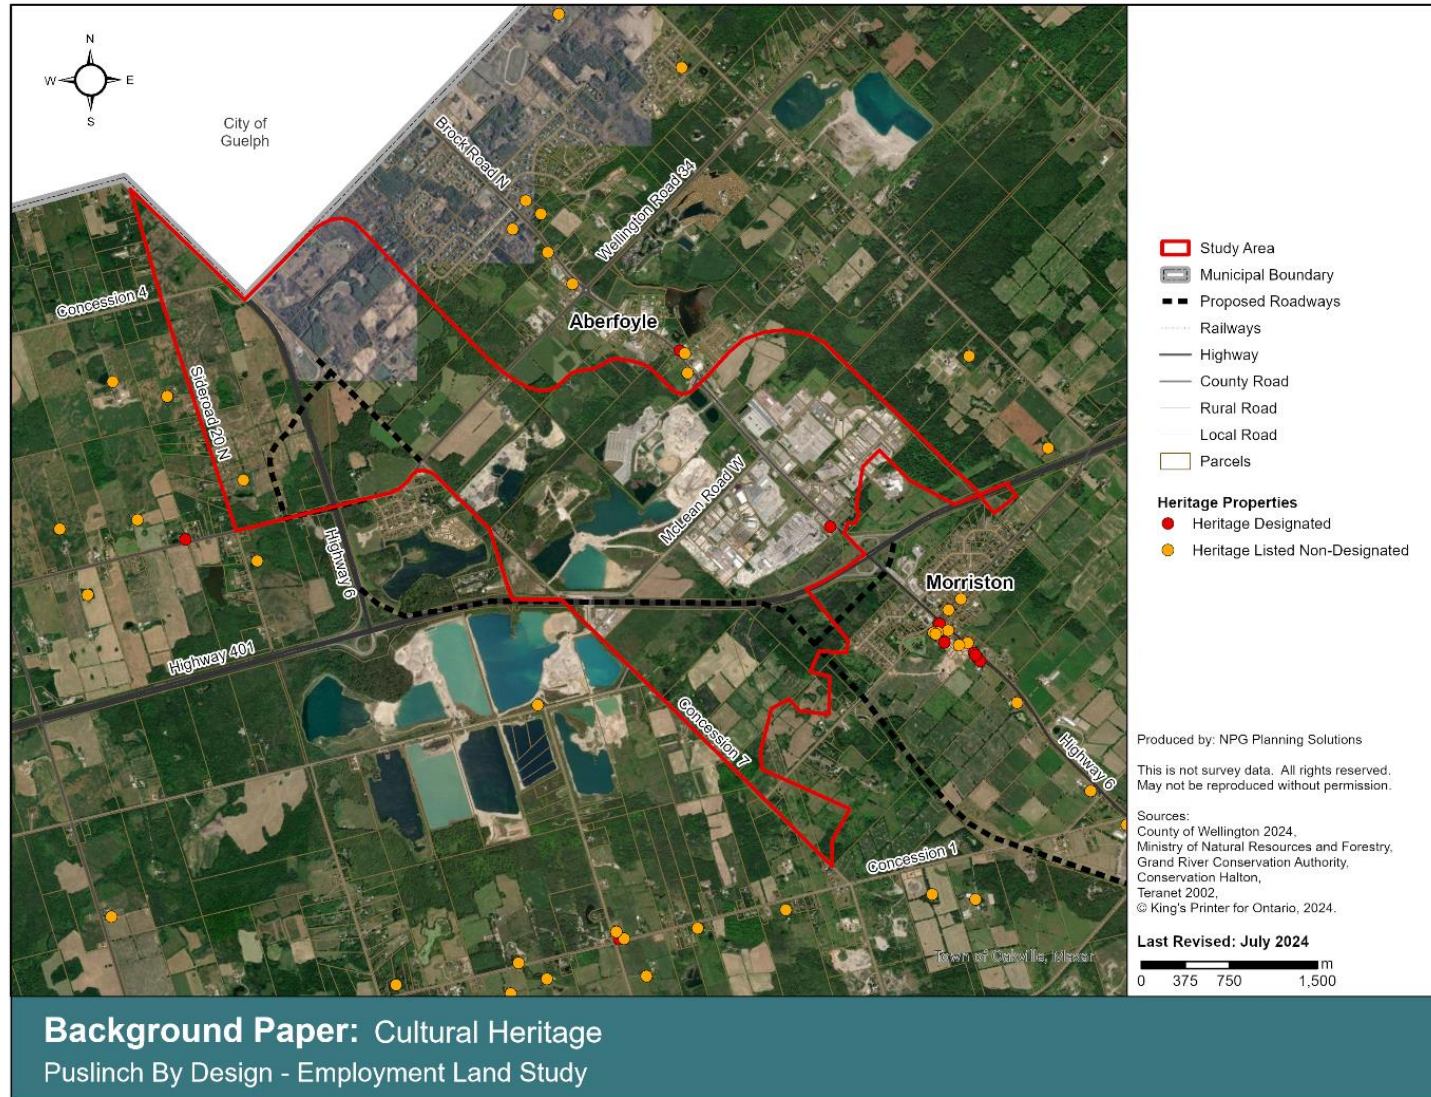 N
W
E
S
City of
Guelph
Brock Road N
Wellington Road 34
Concession 4
Aberfoyle
Sideroad 20 N
McLean Road W
Highway 6
Morriston
Highway 401
Concession 7
Highway 6
Concession 1
Town of Oakville, Maxar
Study Area
Municipal Boundary
Proposed Roadways
Railways
Highway
County Road
Rural Road
Local Road
Parcels
Heritage Properties
Heritage Designated
Heritage Listed Non-Designated
Produced by: NPG Planning Solutions
This is not survey data. All rights reserved.
May not be reproduced without permission.
Sources:
County of Wellington 2024,
Ministry of Natural Resources and Forestry,
Grand River Conservation Authority,
Conservation Halton,
Teranet 2002,
© King's Printer for Ontario, 2024.
Last Revised: July 2024
m
0 375 750 1,500
Background Paper: Cultural Heritage
Puslinch By Design - Employment Land Study